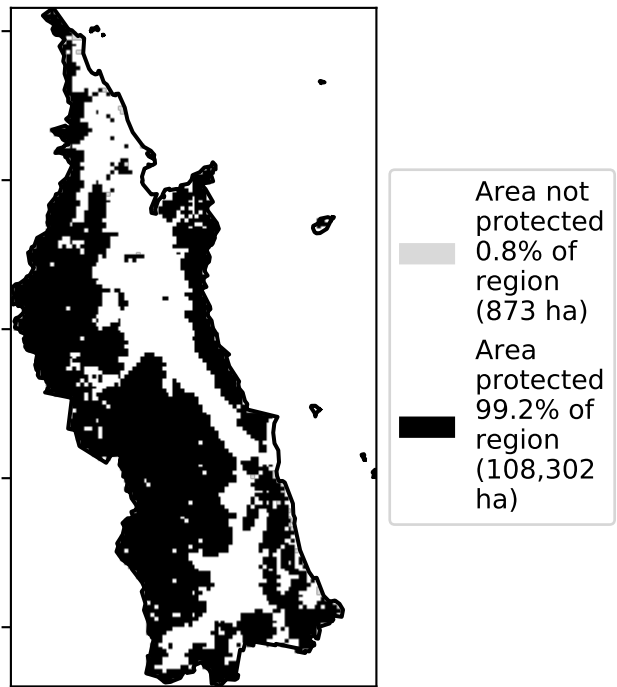 Area not
protected
0.8% of
region
(873 ha)
Area
protected
99.2% of
region
(108,302
ha)